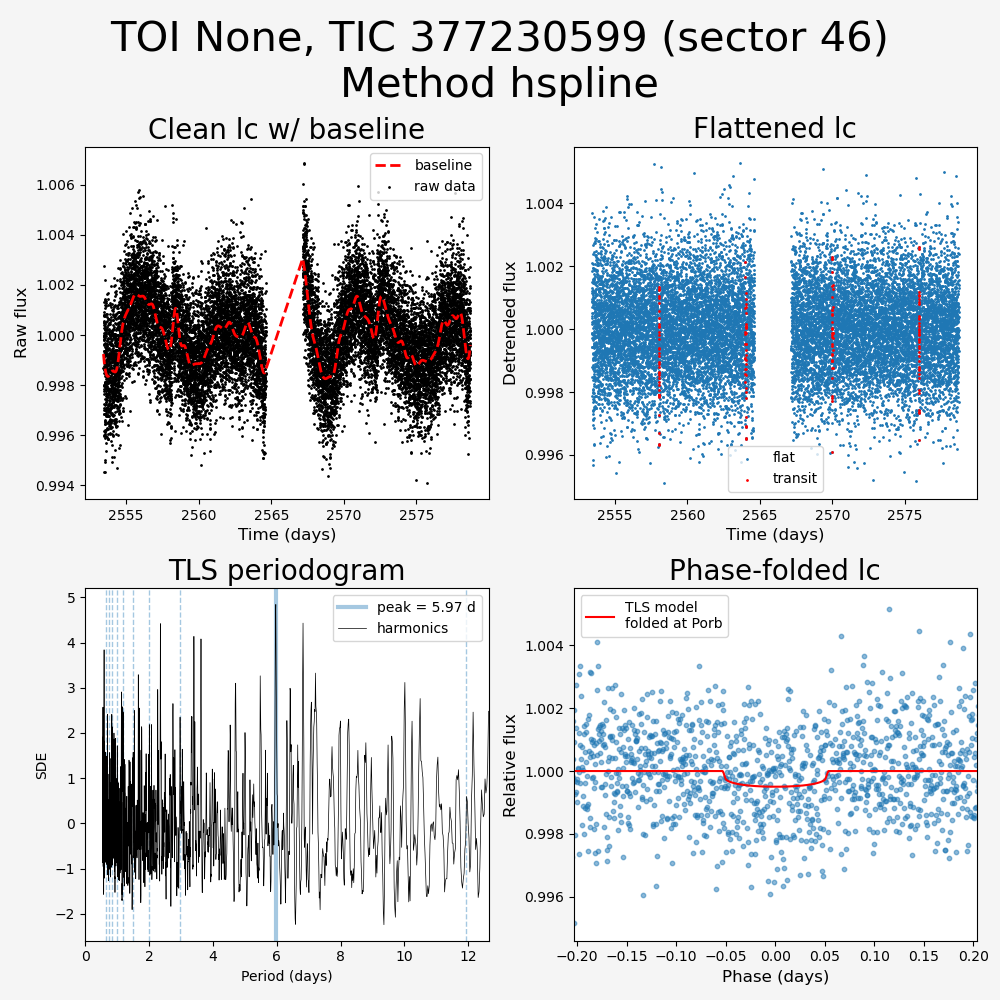 TOI None, TIC 377230599 (sector 46)
Method hspline
Clean lc w/ baseline
baseline
raw data
Raw flux
1.006
1.004
1.002
1.000
0.998
0.996
0.994
2555 2560 2565 2570 2575
Time (days)
Flattened lc
Detrended flux
1.004
1.002
1.000
0.998
0.996
flat
transit
2555 2560 2565 2570 2575
Time (days)
TLS periodogram
peak = 5.97 d
harmonics
SDE
5
4
3
2
1
0
−1
−2
0 2 4 6 8 10 12
Period (days)
Phase-folded lc
TLS model
folded at Porb
Relative flux
1.004
1.002
1.000
0.998
0.996
−0.20 −0.15 −0.10 −0.05 0.00 0.05 0.10 0.15 0.20
Phase (days)